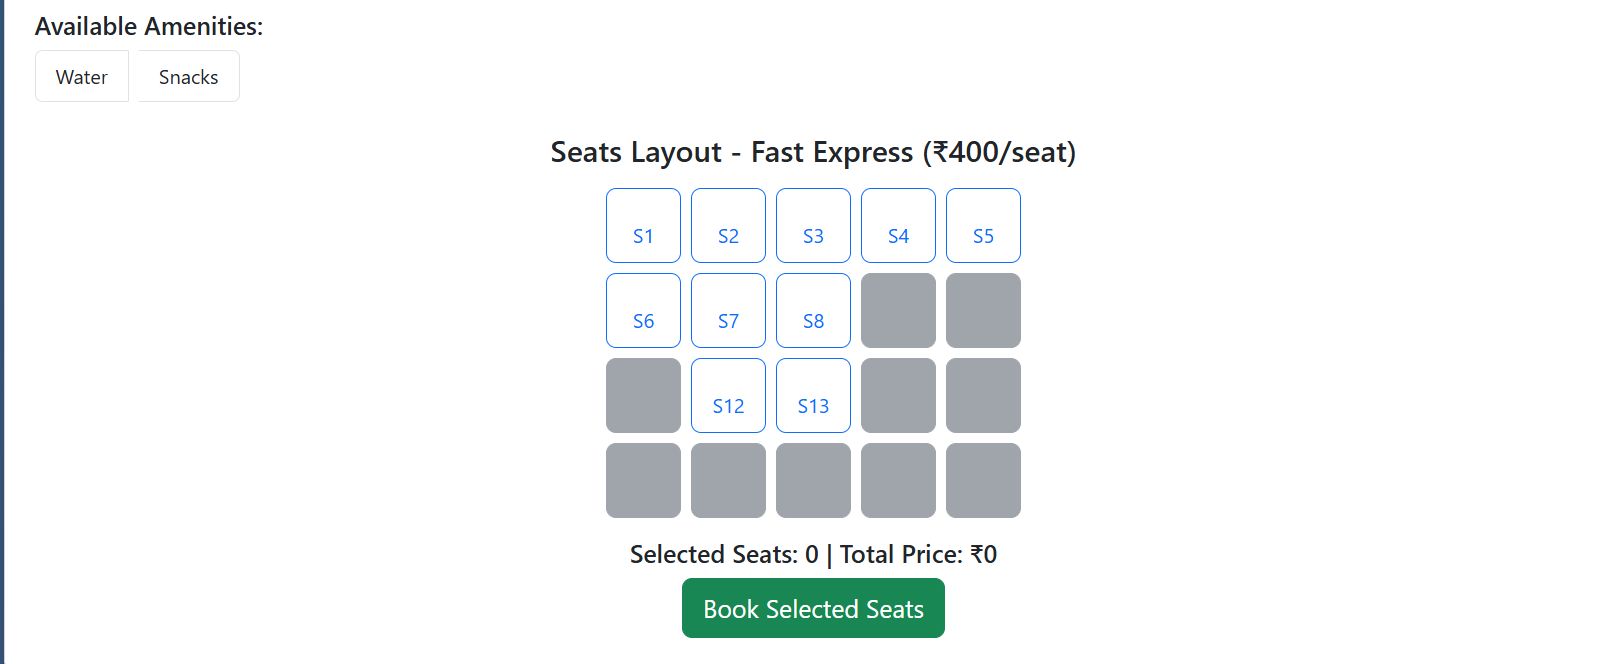 Available Amenities:
Water Snacks
Seats Layout - Fast Express (₹400/seat)
S1 S2 S3 S4 S5
S6 S7 S8
S12 S13
Selected Seats: 0 | Total Price: ₹0
Book Selected Seats